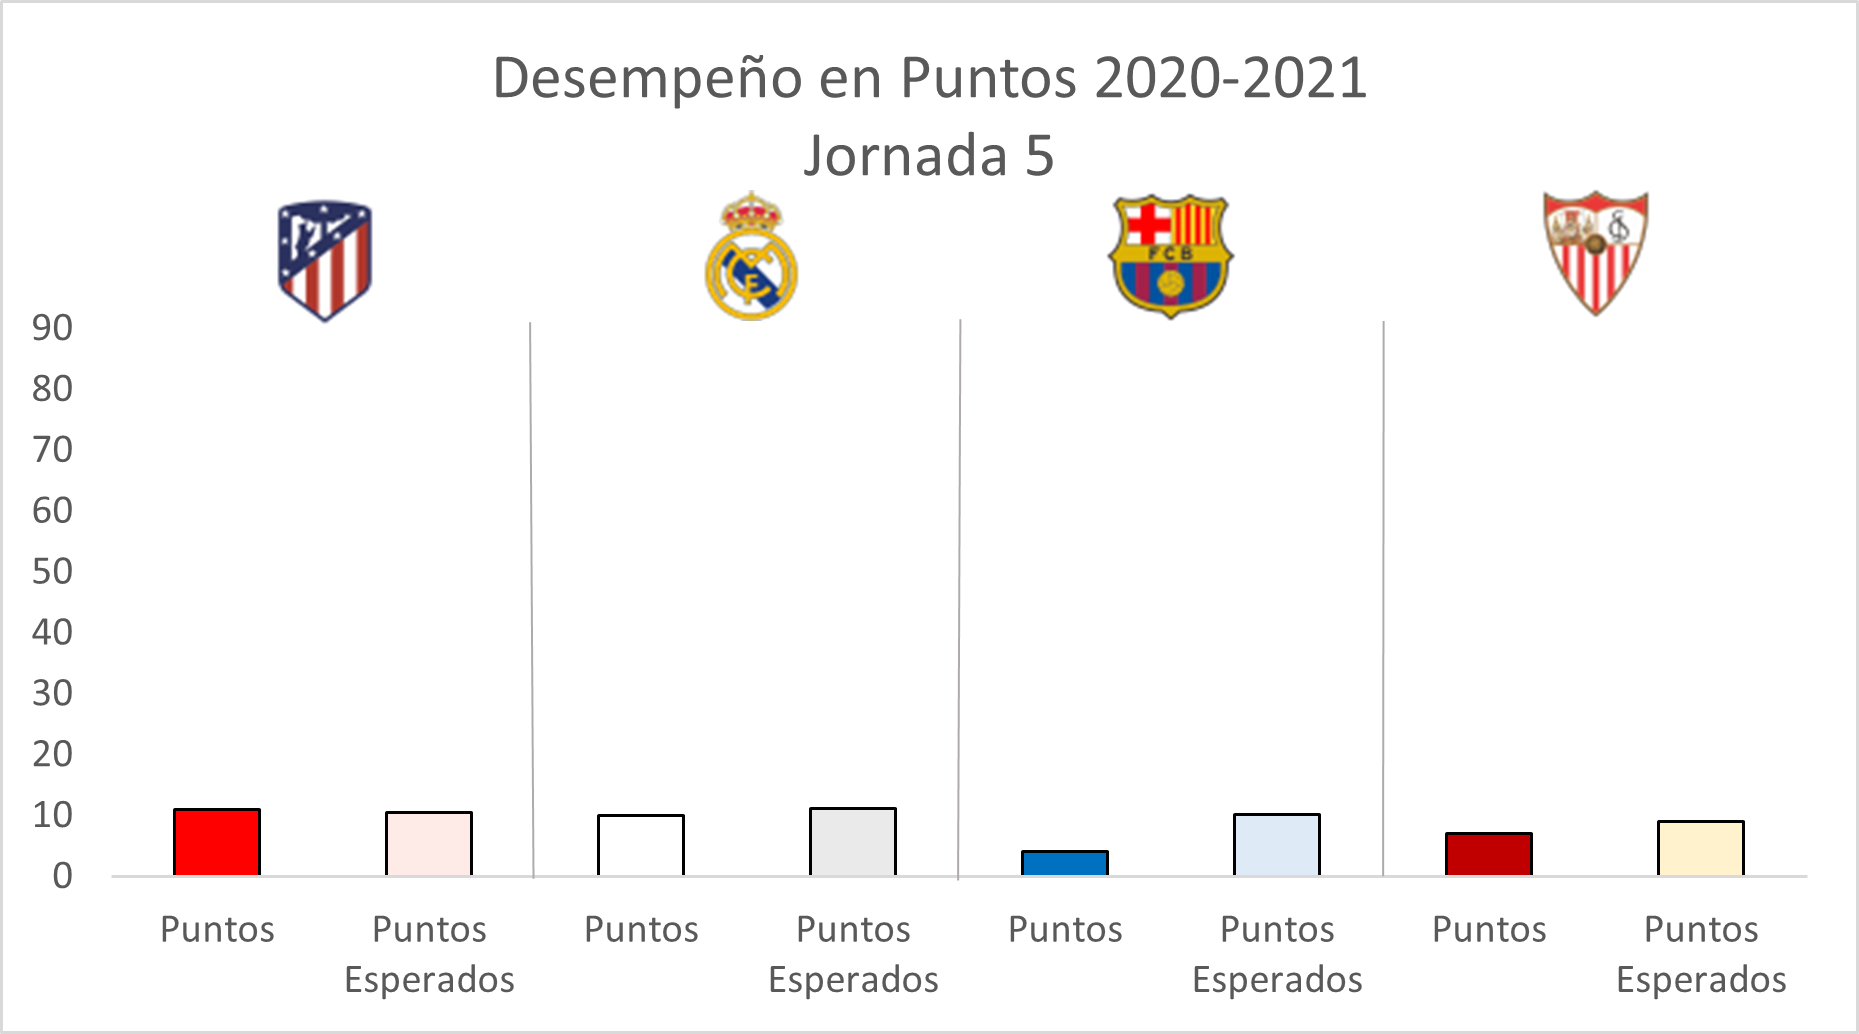 Desempeño en Puntos 2020-2021
Jornada 5
FCB
90
80
70
60
50
40
30
20
10
0
Puntos Puntos Puntos Puntos Puntos Puntos Puntos Puntos
Esperados Esperados Esperados Esperados